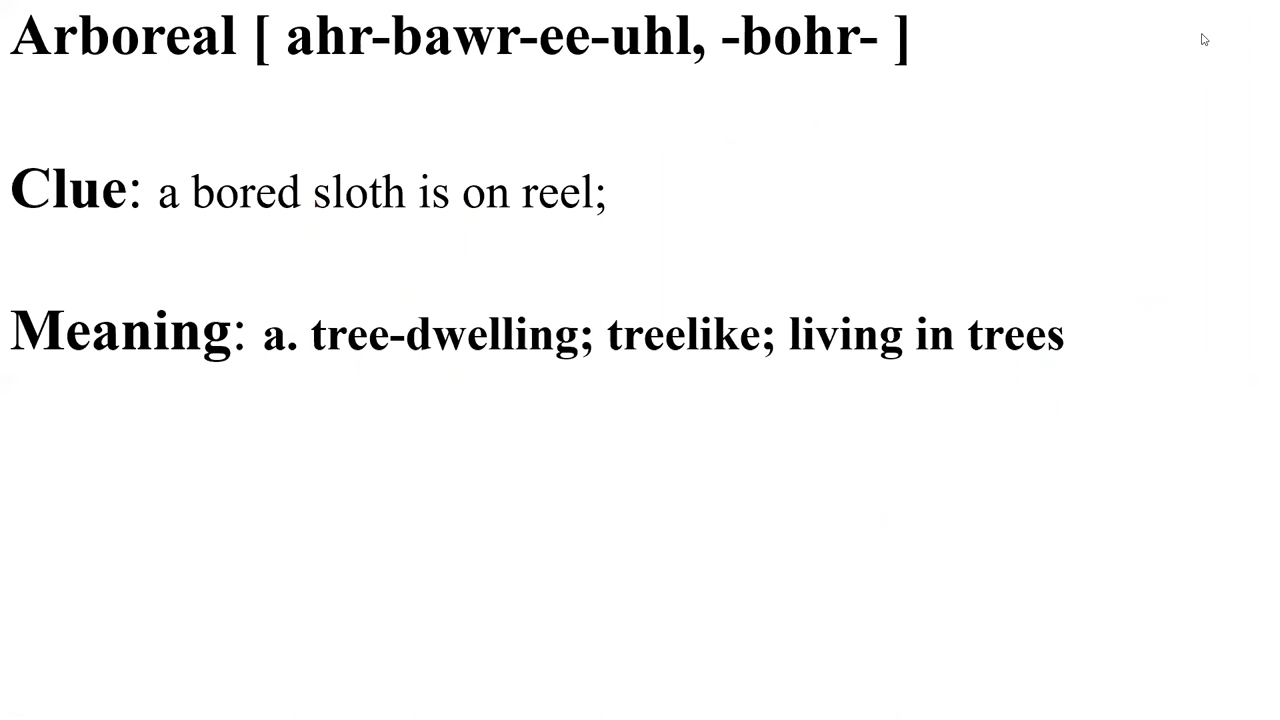 Arboreal [ ahr-bawr-ee-uhl, -bohr- ]
Clue: a bored sloth is on reel;
Meaning: a. tree-dwelling; treelike; living in trees